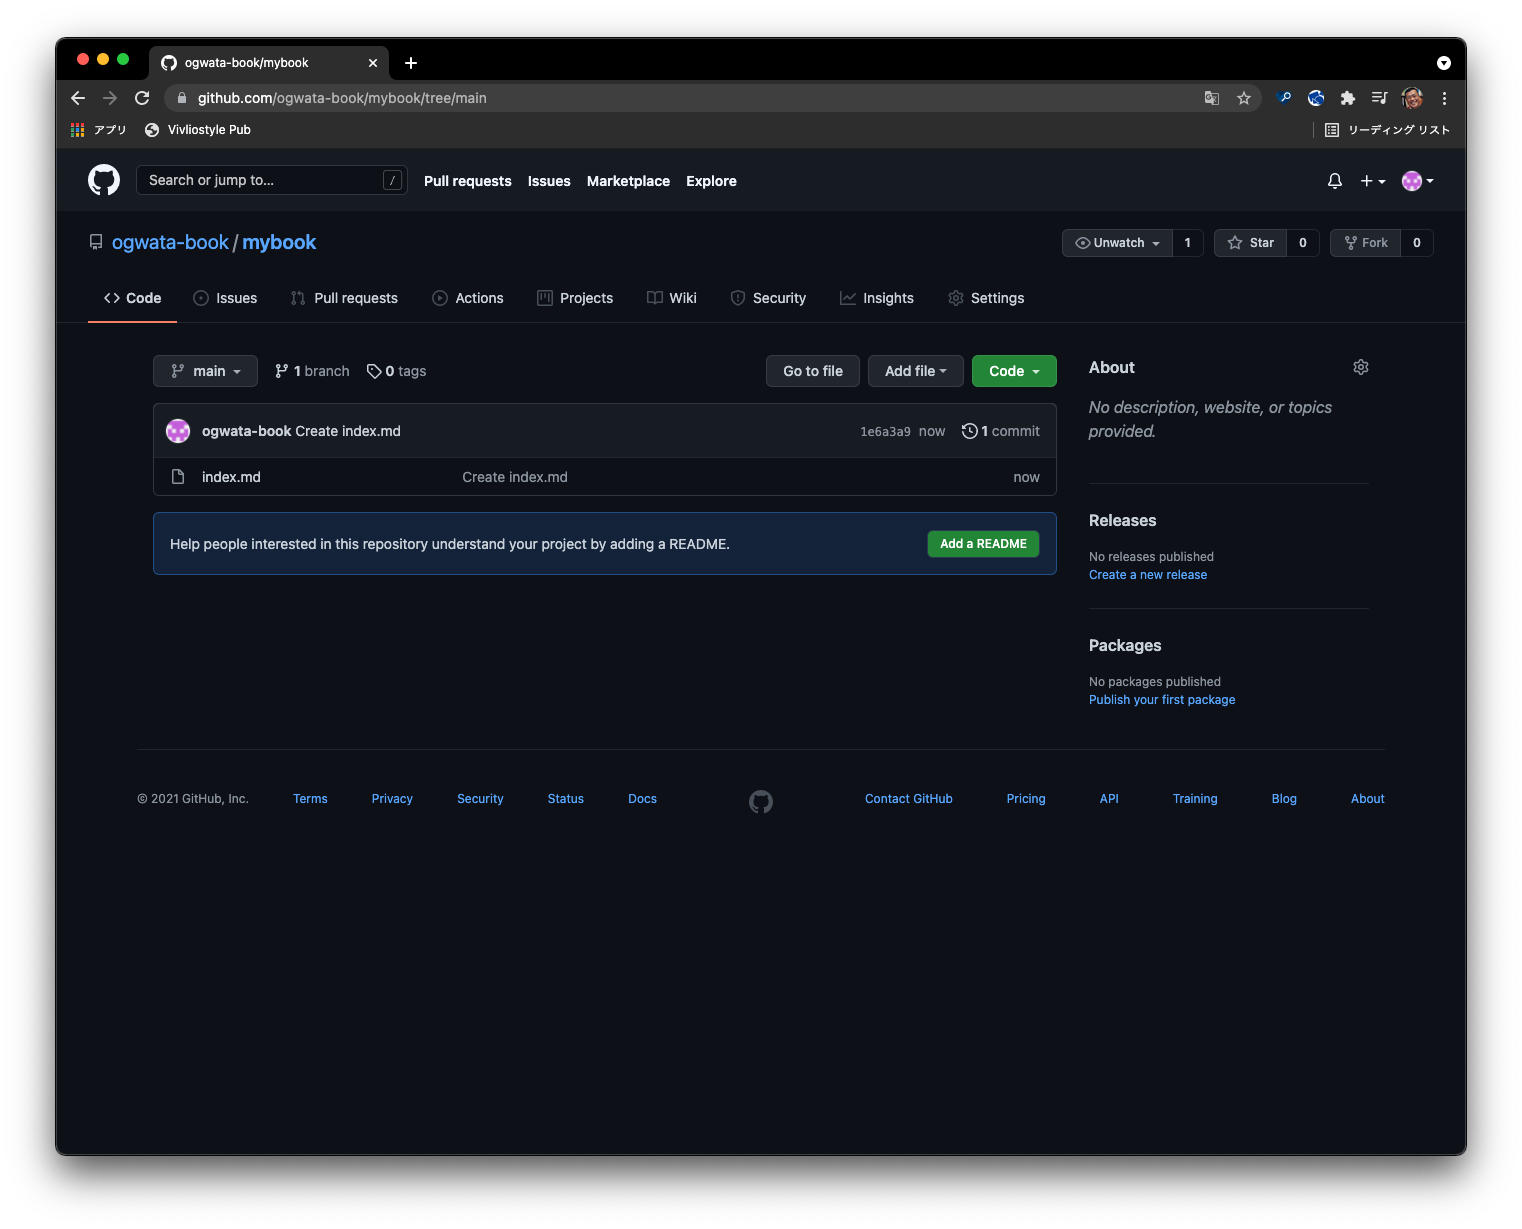 ogwata-book/mybook
github.com/ogwata-book/mybook/tree/main
アプリ Vivliostyle Pub リーディング リスト
Search or jump to... / Pull requests Issues Marketplace Explore
ogwata-book / mybook Unwatch 1 Star 0 Fork 0
Code Issues Pull requests Actions Projects Wiki Security Insights Settings
main 1 branch 0 tags Go to file Add file Code
ogwata-book Create index.md 1e6a3a9 now 1 commit
index.md Create index.md now
Help people interested in this repository understand your project by adding a README. Add a README
About
No description, website, or topics
provided.
Releases
No releases published
Create a new release
Packages
No packages published
Publish your first package
© 2021 GitHub, Inc. Terms Privacy Security Status Docs Contact GitHub Pricing API Training Blog About